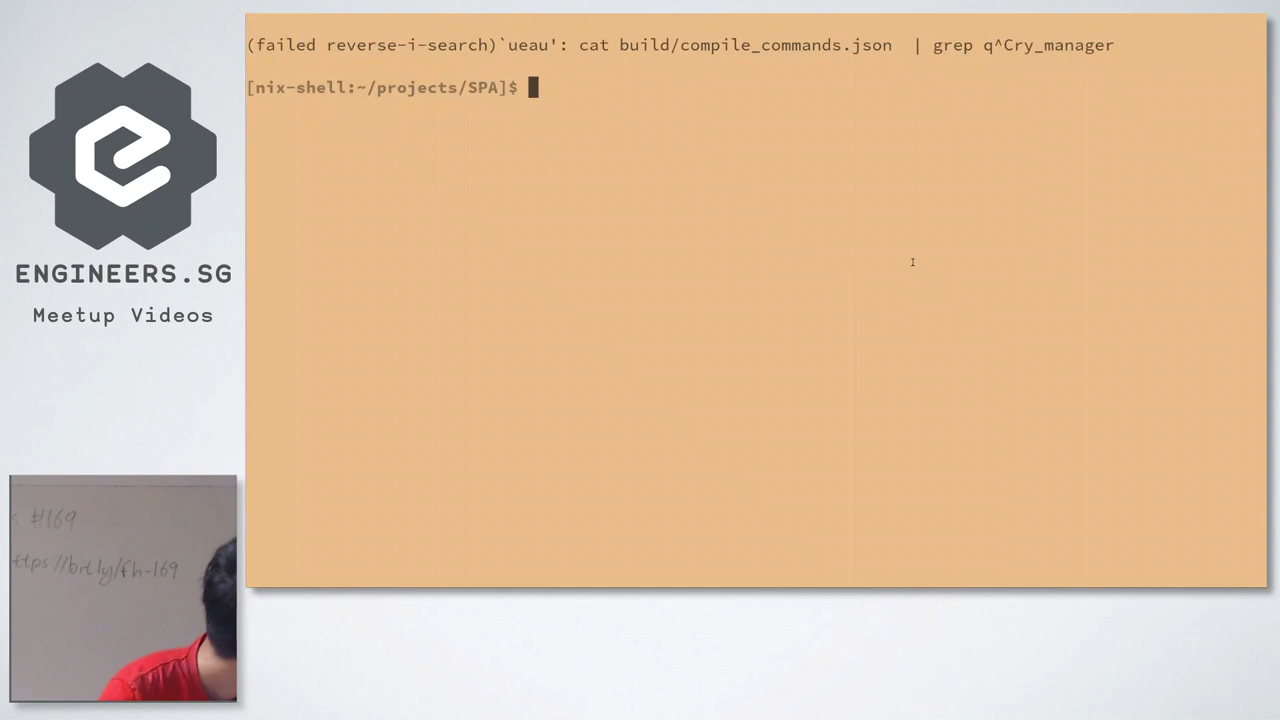 (failed reverse-i-search)`ueau': cat build/compile_commands.json  | grep q^Cry_manager
[nix-shell:~/projects/SPA]$
ENGINEERS.SG
Meetup Videos
s #169
ttps://bit.ly/fh-169